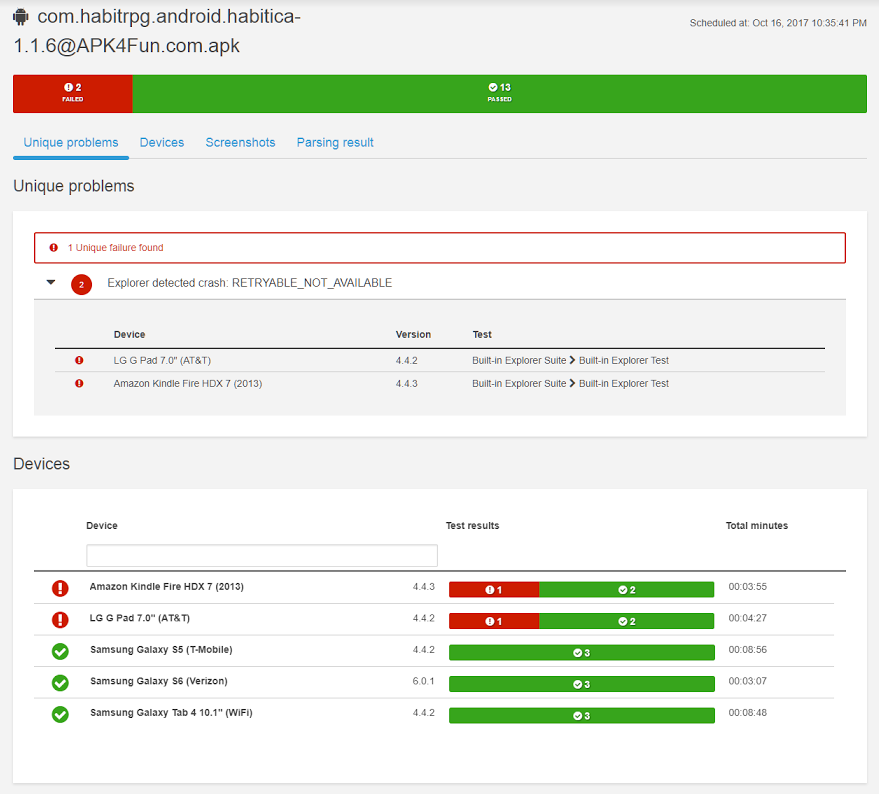 com.habitrpg.android.habitica-
1.1.6@APK4Fun.com.apk
Scheduled at: Oct 16, 2017 10:35:41 PM
2
FAILED
13
PASSED
Unique problems Devices Screenshots Parsing result
Unique problems
1 Unique failure found
2 Explorer detected crash: RETRYABLE_NOT_AVAILABLE
Device Version Test
LG G Pad 7.0" (AT&T) 4.4.2 Built-in Explorer Suite > Built-in Explorer Test
Amazon Kindle Fire HDX 7 (2013) 4.4.3 Built-in Explorer Suite > Built-in Explorer Test
Devices
Device Test results Total minutes
Amazon Kindle Fire HDX 7 (2013) 4.4.3 1 2 00:03:55
LG G Pad 7.0" (AT&T) 4.4.2 1 2 00:04:27
Samsung Galaxy S5 (T-Mobile) 4.4.2 3 00:08:56
Samsung Galaxy S6 (Verizon) 6.0.1 3 00:03:07
Samsung Galaxy Tab 4 10.1" (WiFi) 4.4.2 3 00:08:48